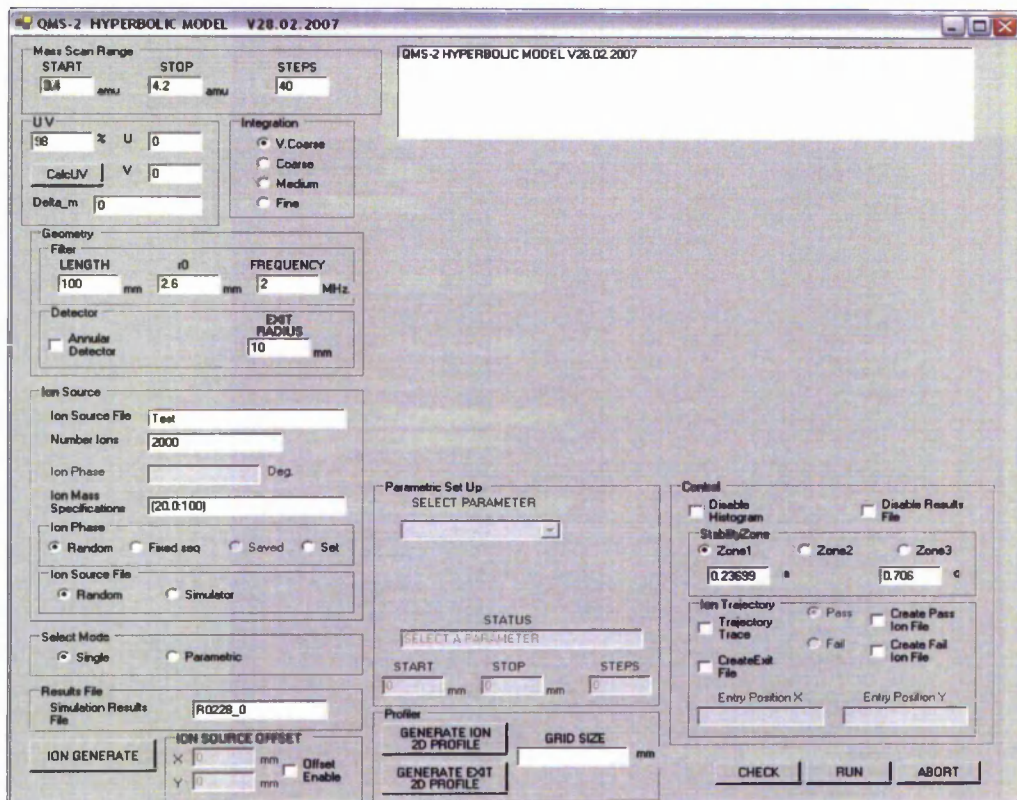 QMS-2 HYPERBOLIC MODEL V28.02.2007
QMS-2 HYPERBOLIC MODEL V28.02.2007
Mass Scan Range
START STOP STEPS
amu 4.2 amu 40
UV
98 % U 0
CalcUV V 0
Delta_m 0
Integration
V.Coarse
Coarse
Medium
Fine
Geometry
Filter
LENGTH r0 FREQUENCY
100 mm 2.6 mm 2 MHz.
Detector
Annular Detector
EXIT RADIUS
10 mm
Ion Source
Ion Source File Test
Number Ions 2000
Ion Phase Deg.
Ion Mass Specifications (20.0:100)
Ion Phase
Random Fixed seq Saved Set
Ion Source File
Random Simulator
Select Mode
Single Parametric
Results File
Simulation Results File R0228_0
ION GENERATE
ION SOURCE OFFSET
X 0 mm
Y 0 mm
Offset Enable
Parametric Set Up
SELECT PARAMETER
STATUS
SELECT A PARAMETER
START STOP STEPS
0 mm 0 mm 0
Profiler
GENERATE ION 2D PROFILE
GENERATE EXIT 2D PROFILE
GRID SIZE
mm
Control
Disable Histogram
Disable Results File
StabilityZone
Zone1 Zone2 Zone3
0.23699 a 0.706 q
Ion Trajectory
Trajectory Trace
Pass
Fail
Create Pass Ion File
Create Fail Ion File
CreateExit File
Entry Position X Entry Position Y
CHECK RUN ABORT